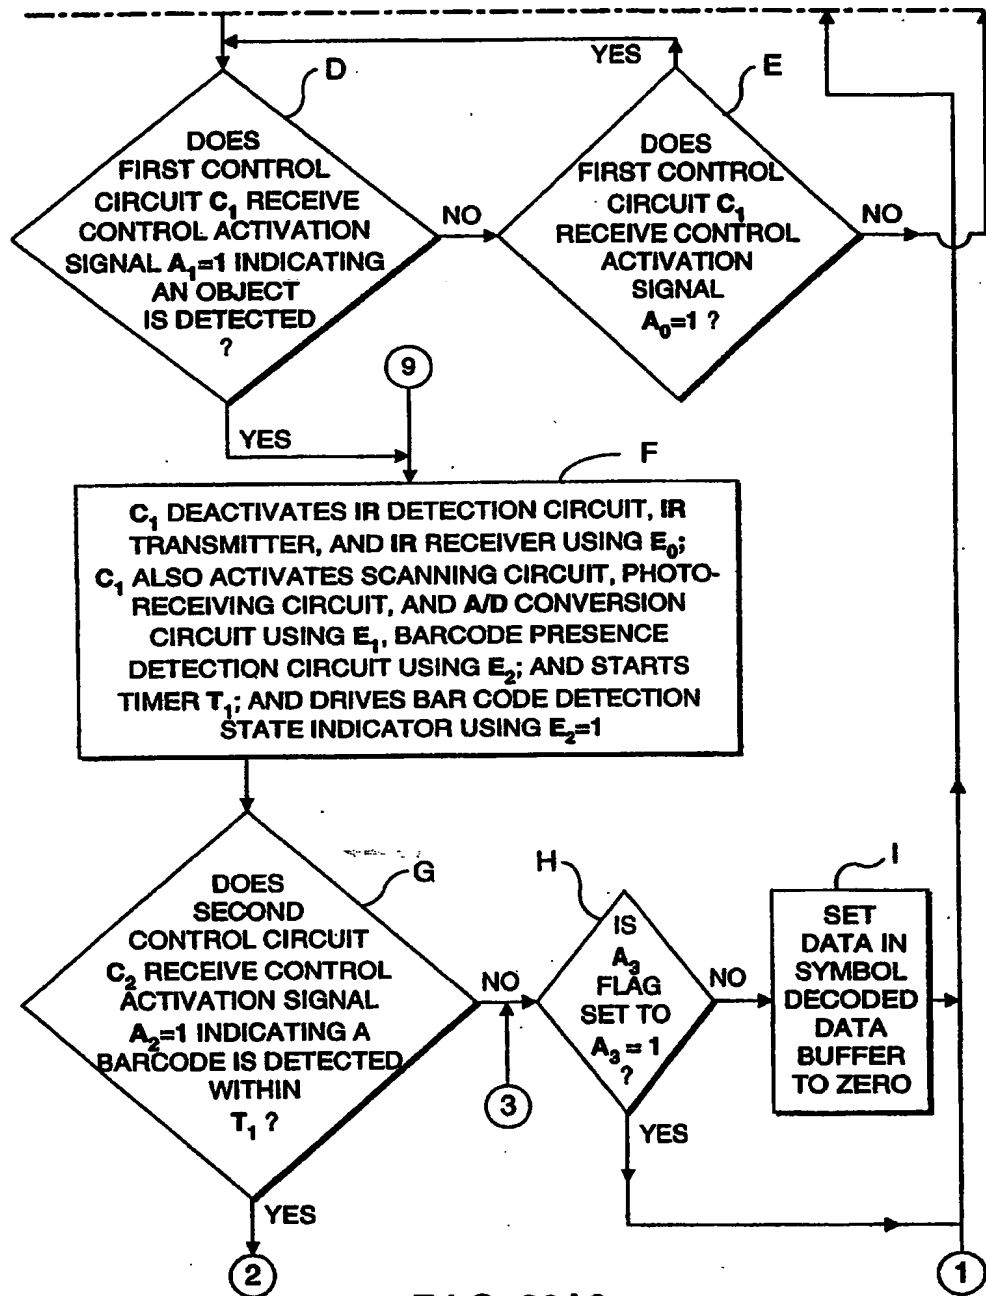 YES
D
E
DOES
FIRST CONTROL
CIRCUIT C₁ RECEIVE
CONTROL ACTIVATION
SIGNAL A₁=1 INDICATING
AN OBJECT
IS DETECTED
?
NO
DOES
FIRST CONTROL
CIRCUIT C₁
RECEIVE CONTROL
ACTIVATION
SIGNAL
A₀=1 ?
NO
9
YES
F
C₁ DEACTIVATES IR DETECTION CIRCUIT, IR
TRANSMITTER, AND IR RECEIVER USING E₀;
C₁ ALSO ACTIVATES SCANNING CIRCUIT, PHOTO-
RECEIVING CIRCUIT, AND A/D CONVERSION
CIRCUIT USING E₁, BARCODE PRESENCE
DETECTION CIRCUIT USING E₂; AND STARTS
TIMER T₁; AND DRIVES BAR CODE DETECTION
STATE INDICATOR USING E₂=1
G
DOES
SECOND
CONTROL CIRCUIT
C₂ RECEIVE CONTROL
ACTIVATION SIGNAL
A₂=1 INDICATING A
BARCODE IS DETECTED
WITHIN
T₁ ?
NO
3
H
IS
A₃
FLAG
SET TO
A₃ = 1
?
NO
I
SET
DATA IN
SYMBOL
DECODED
DATA
BUFFER
TO ZERO
YES
YES
2
1